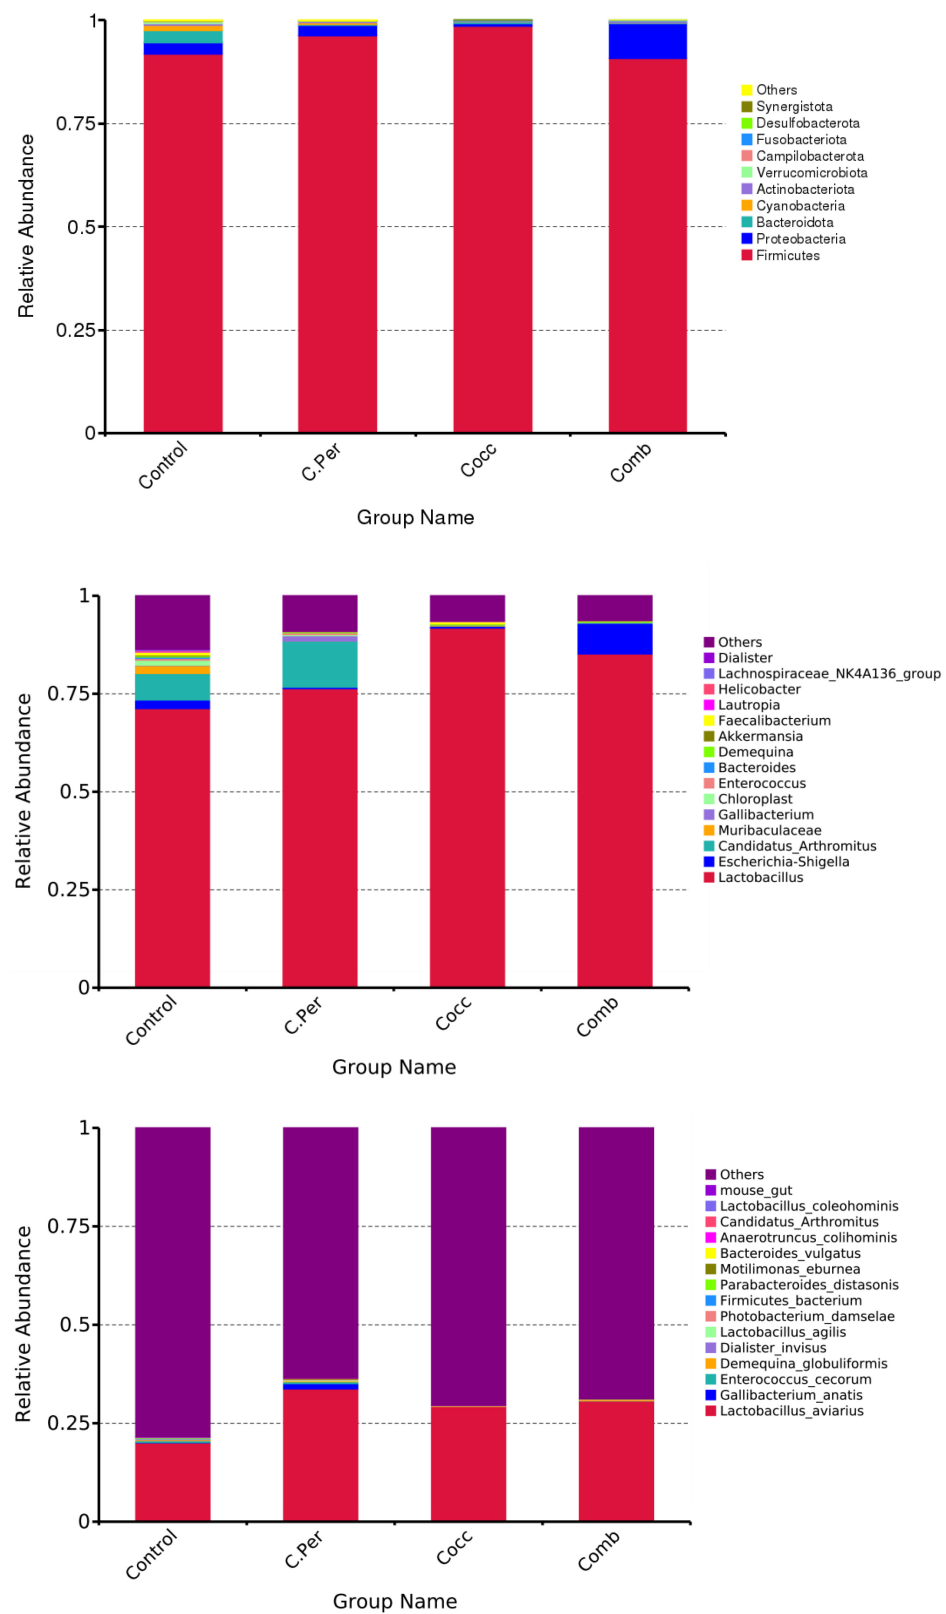 1
0.75
0.5
0.25
0
Relative Abundance
Control
C.Per
Cocc
Comb
Group Name
Others
Synergistota
Desulfobacterota
Fusobacteriota
Campilobacterota
Verrucomicrobiota
Actinobacteriota
Cyanobacteria
Bacteroidota
Proteobacteria
Firmicutes
1
0.75
0.5
0.25
0
Relative Abundance
Control
C.Per
Cocc
Comb
Group Name
Others
Dialister
Lachnospiraceae_NK4A136_group
Helicobacter
Lautropia
Faecalibacterium
Akkermansia
Demequina
Bacteroides
Enterococcus
Chloroplast
Gallibacterium
Muribaculaceae
Candidatus_Arthromitus
Escherichia-Shigella
Lactobacillus
1
0.75
0.5
0.25
0
Relative Abundance
Control
C.Per
Cocc
Comb
Group Name
Others
mouse_gut
Lactobacillus_coleohominis
Candidatus_Arthromitus
Anaerotruncus_colihominis
Bacteroides_vulgatus
Motilimonas_eburnea
Parabacteroides_distasonis
Firmicutes_bacterium
Photobacterium_damselae
Lactobacillus_agilis
Dialister_invisus
Demequina_globuliformis
Enterococcus_cecorum
Gallibacterium_anatis
Lactobacillus_aviarius